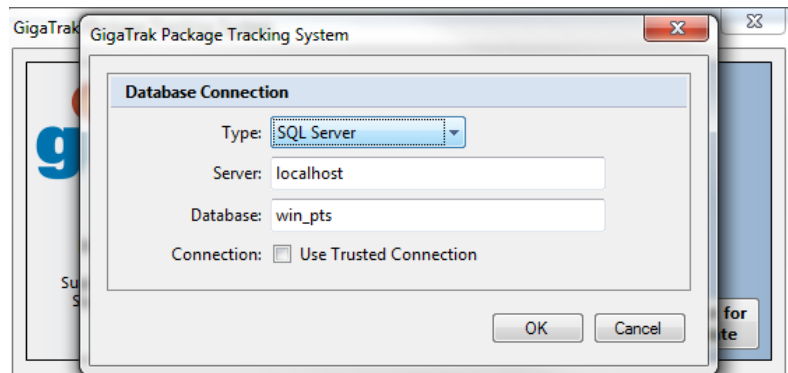 GigaTrak
GigaTrak Package Tracking System
Database Connection
Type: SQL Server
Server: localhost
Database: win_pts
Connection: Use Trusted Connection
OK Cancel
for